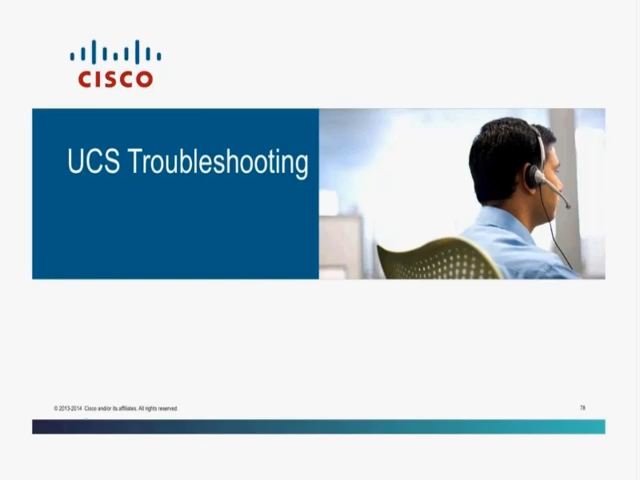 CISCO
UCS Troubleshooting
© 2013-2014 Cisco and/or its affiliates. All rights reserved.
78